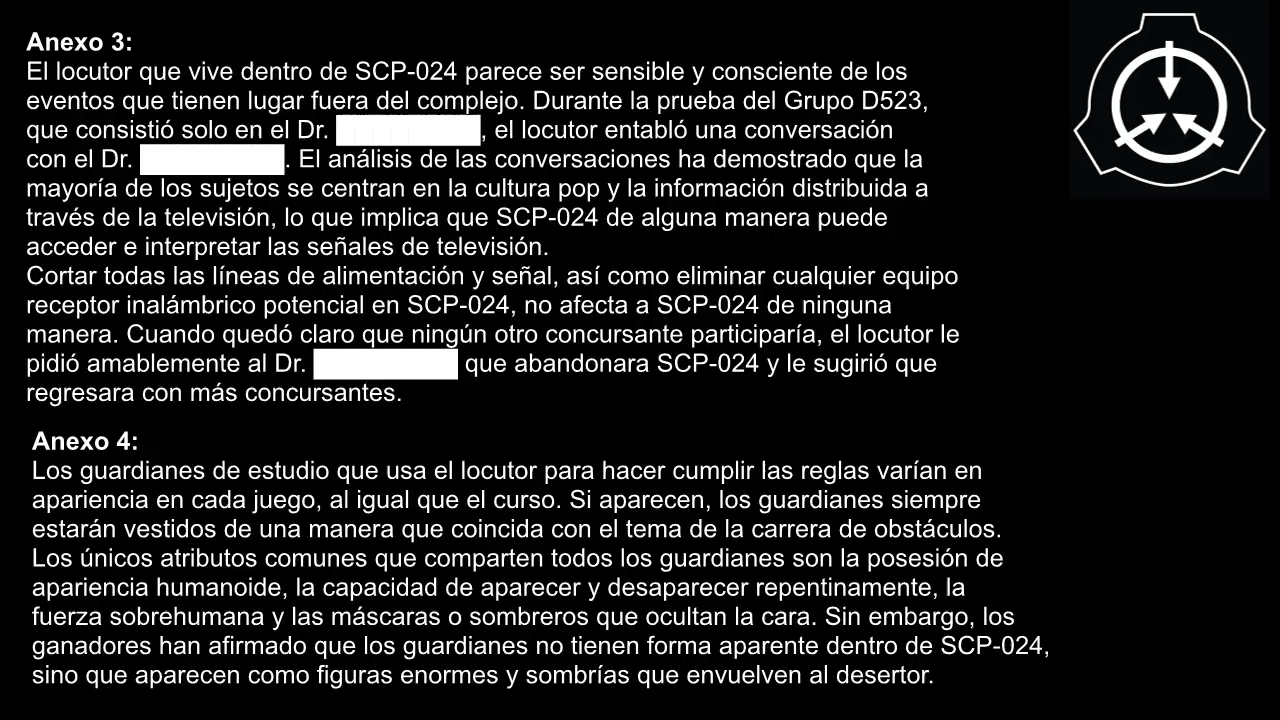 Anexo 3:
El locutor que vive dentro de SCP-024 parece ser sensible y consciente de los
eventos que tienen lugar fuera del complejo. Durante la prueba del Grupo D523,
que consistió solo en el Dr. , el locutor entabló una conversación
con el Dr. . El análisis de las conversaciones ha demostrado que la
mayoría de los sujetos se centran en la cultura pop y la información distribuida a
través de la televisión, lo que implica que SCP-024 de alguna manera puede
acceder e interpretar las señales de televisión.
Cortar todas las líneas de alimentación y señal, así como eliminar cualquier equipo
receptor inalámbrico potencial en SCP-024, no afecta a SCP-024 de ninguna
manera. Cuando quedó claro que ningún otro concursante participaría, el locutor le
pidió amablemente al Dr. que abandonara SCP-024 y le sugirió que
regresara con más concursantes.
Anexo 4:
Los guardianes de estudio que usa el locutor para hacer cumplir las reglas varían en
apariencia en cada juego, al igual que el curso. Si aparecen, los guardianes siempre
estarán vestidos de una manera que coincida con el tema de la carrera de obstáculos.
Los únicos atributos comunes que comparten todos los guardianes son la posesión de
apariencia humanoide, la capacidad de aparecer y desaparecer repentinamente, la
fuerza sobrehumana y las máscaras o sombreros que ocultan la cara. Sin embargo, los
ganadores han afirmado que los guardianes no tienen forma aparente dentro de SCP-024,
sino que aparecen como figuras enormes y sombrías que envuelven al desertor.